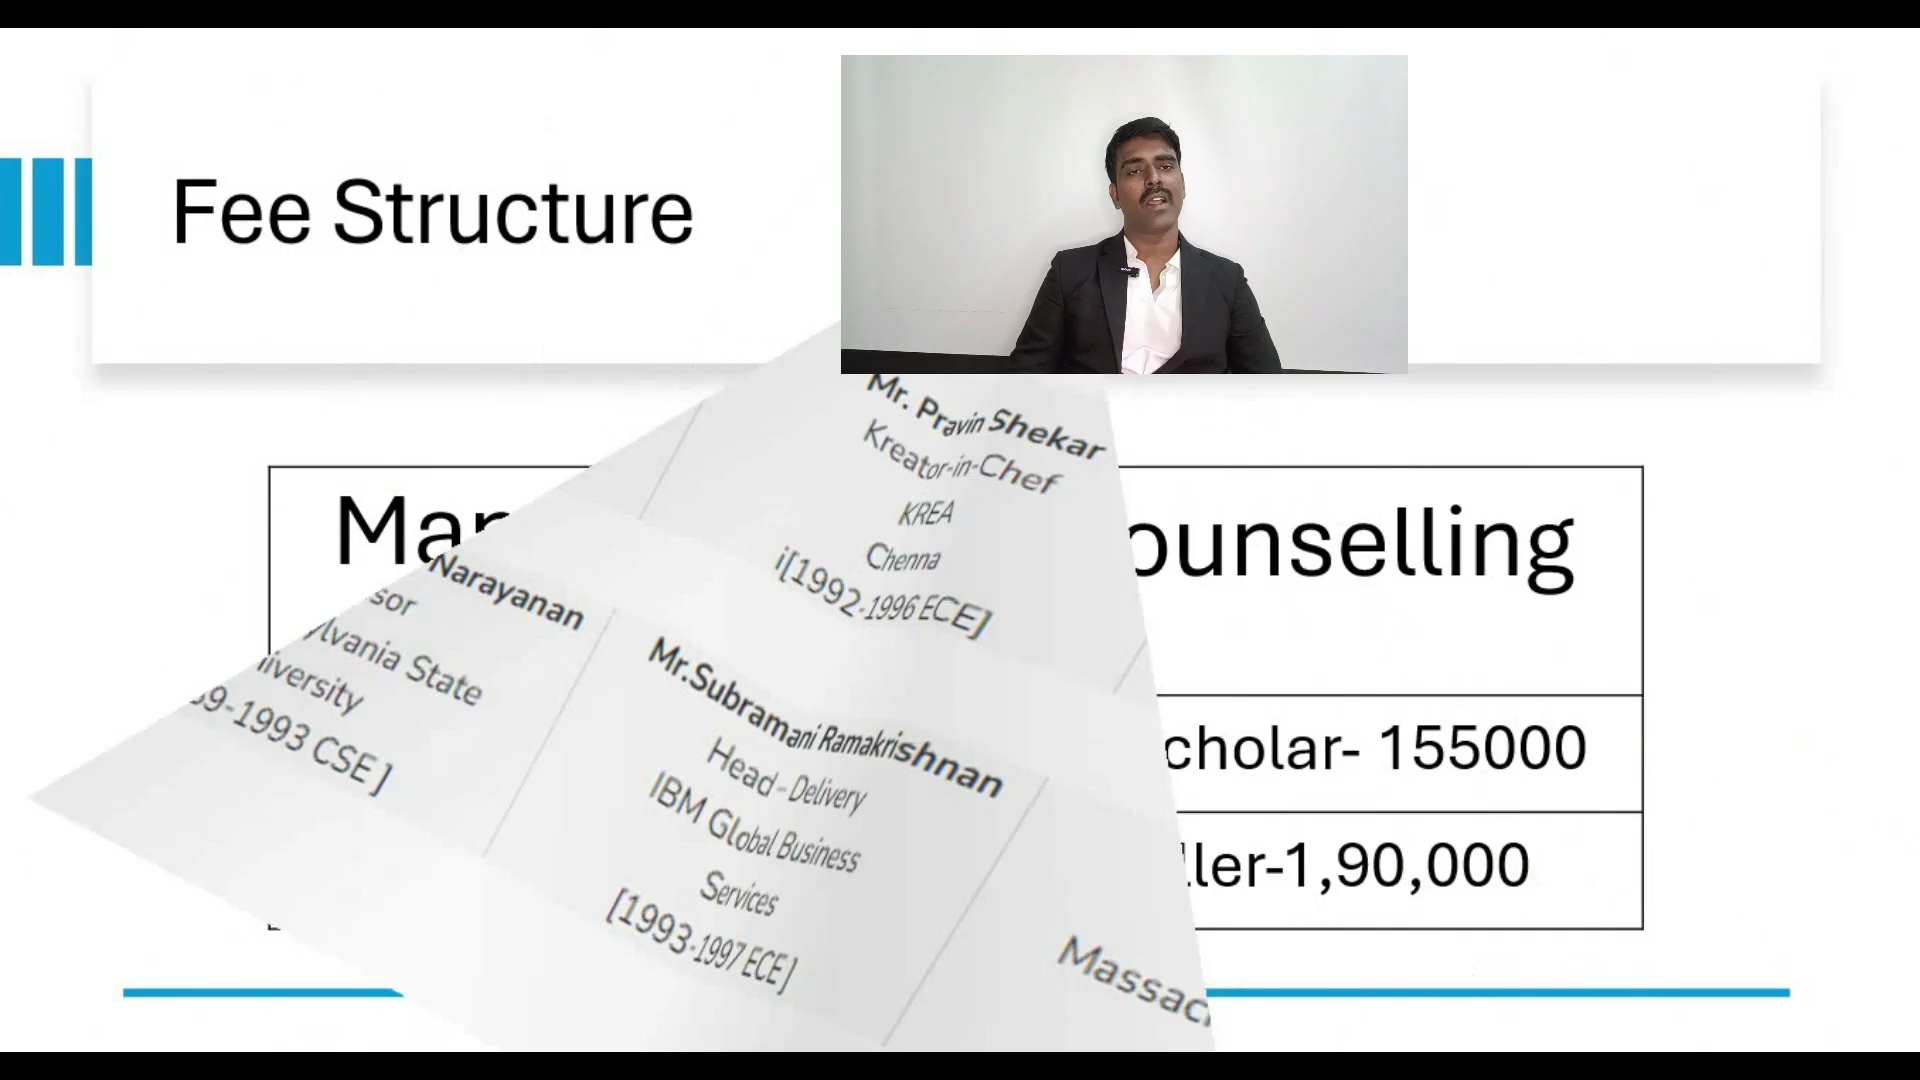 Fee Structure
Mr. Pravin Shekar
Kreator-in-Chef
KREA
Chenna
i[1992-1996 ECE]
ounselling
Narayanan
sor
lvania State
iversity
9-1993 CSE ]
Mr.Subramani Ramakrishnan
Head - Delivery
IBM Global Business
Services
[1993-1997 ECE]
cholar- 155000
ller-1,90,000